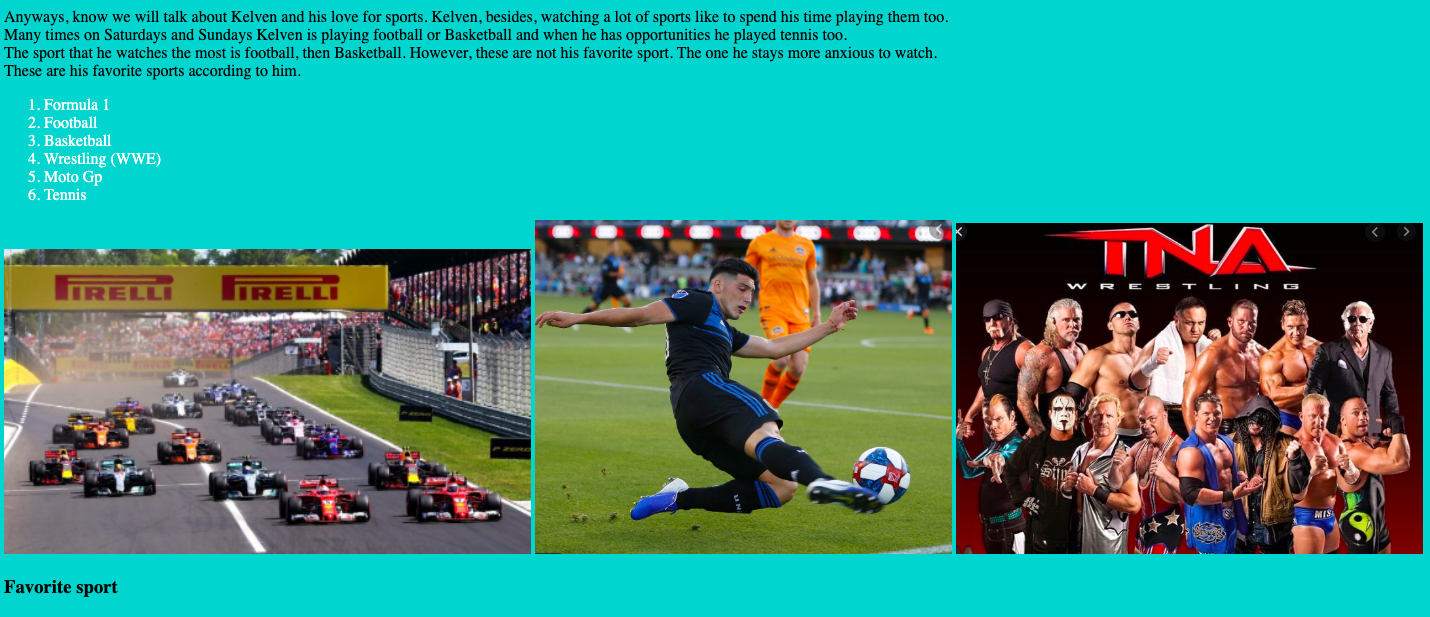 Anyways, know we will talk about Kelven and his love for sports. Kelven, besides, watching a lot of sports like to spend his time playing them too.
Many times on Saturdays and Sundays Kelven is playing football or Basketball and when he has opportunities he played tennis too.
The sport that he watches the most is football, then Basketball. However, these are not his favorite sport. The one he stays more anxious to watch.
These are his favorite sports according to him.
1. Formula 1
2. Football
3. Basketball
4. Wrestling (WWE)
5. Moto Gp
6. Tennis
PIRELLI PIRELLI
P ZERO
TNA
WRESTLING
Favorite sport